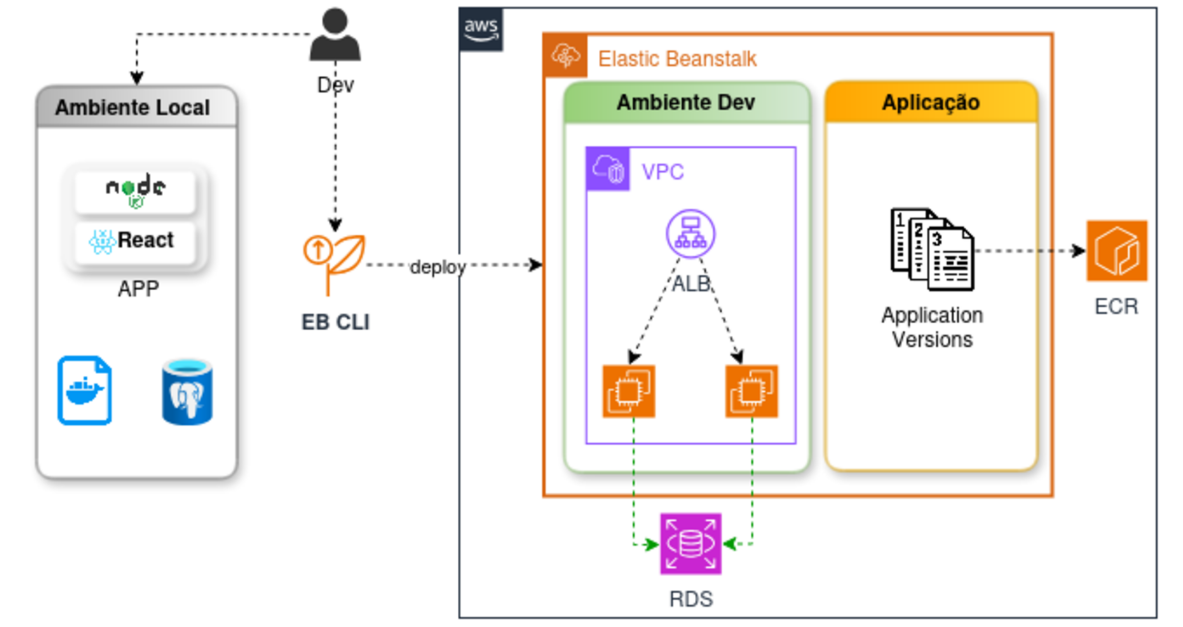 Dev
Ambiente Local
node
React
APP
EB CLI
deploy
aws
Elastic Beanstalk
Ambiente Dev
VPC
ALB
Aplicação
1
2
3
Application
Versions
ECR
RDS